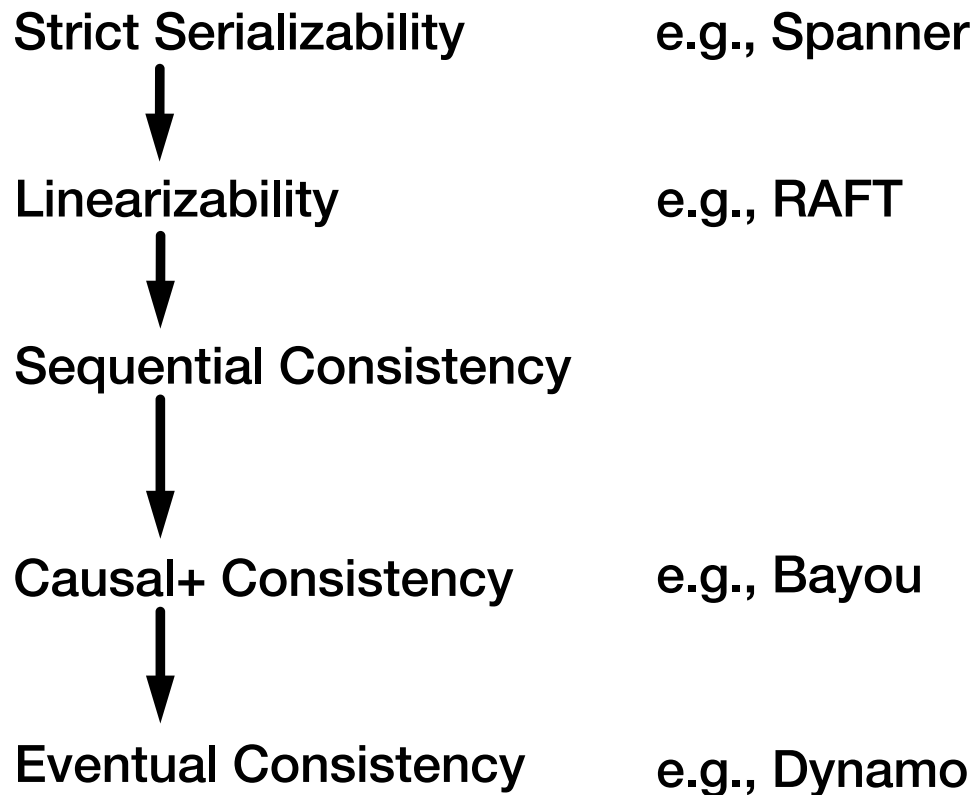 Strict Serializability e.g., Spanner
Linearizability e.g., RAFT
Sequential Consistency
Causal+ Consistency e.g., Bayou
Eventual Consistency e.g., Dynamo